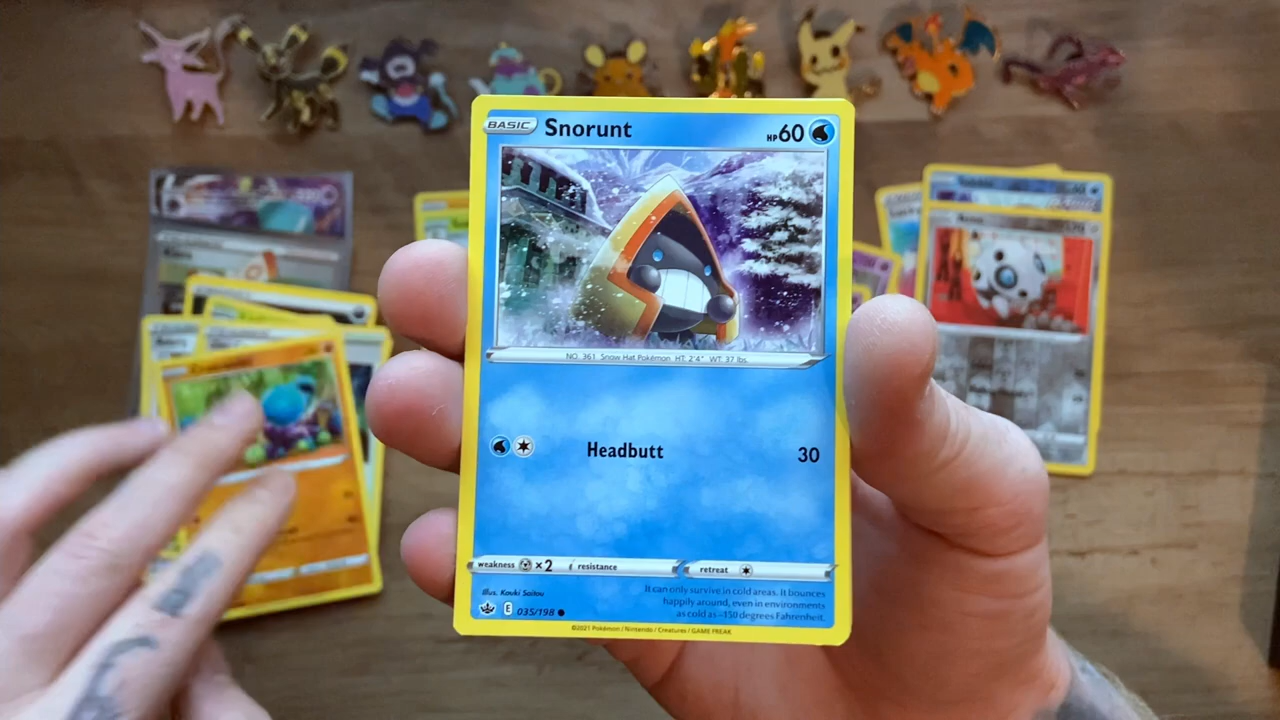 BASIC Snorunt HP 60
NO. 361 Snow Hat Pokémon HT: 2'4" WT: 37 lbs.
Headbutt 30
weakness ×2 resistance retreat
Illus. Kouki Saitou
It can only survive in cold areas. It bounces
happily around, even in environments
as cold as -150 degrees Fahrenheit.
E 035/198
©2021 Pokémon / Nintendo / Creatures / GAME FREAK